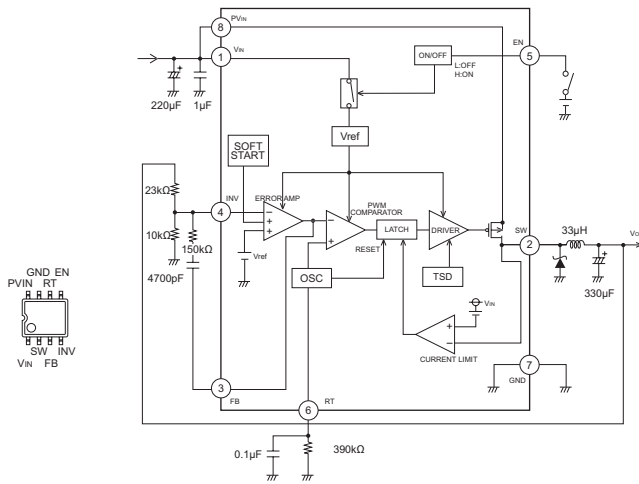 PVIN
8
VIN
1
220µF
1µF
ON/OFF
L:OFF
H:ON
EN
5
Vref
SOFT
START
23kΩ
INV
4
10kΩ
150kΩ
4700pF
ERROR AMP
Vref
PWM
COMPARATOR
LATCH
RESET
DRIVER
OSC
TSD
SW
2
33µH
VO
330µF
VIN
CURRENT LIMIT
7
GND
3
FB
6
RT
0.1µF
390kΩ
GND EN
PVIN RT
SW INV
VIN FB